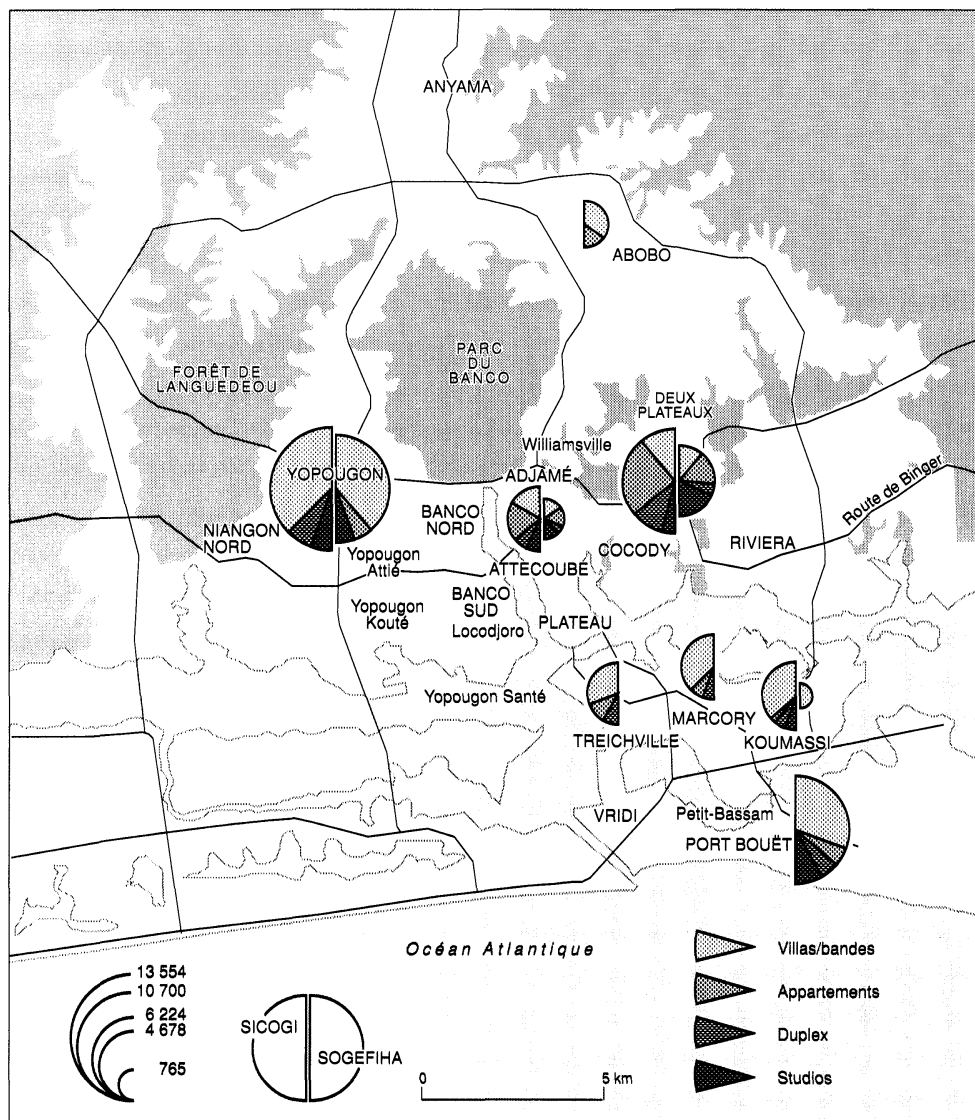 ANYAMA
ABOBO
FORÊT DE
LANGUEDEOU
PARC
DU
BANCO
DEUX
PLATEAUX
Williamsville
ADJAMÉ
YOPOUGON
Route de Binger
NIANGON
NORD
BANCO
NORD
COCODY
RIVIERA
Yopougon
Attié
ATTECOUBÉ
Yopougon
Kouté
BANCO
SUD
Locodjoro
PLATEAU
Yopougon Santé
TREICHVILLE
MARCORY
KOUMASSI
VRIDI
Petit-Bassam
PORT BOUËT
Océan Atlantique
13 554
10 700
6 224
4 678
765
SICOGI
SOGEFIHA
0
5 km
Villas/bandes
Appartements
Duplex
Studios